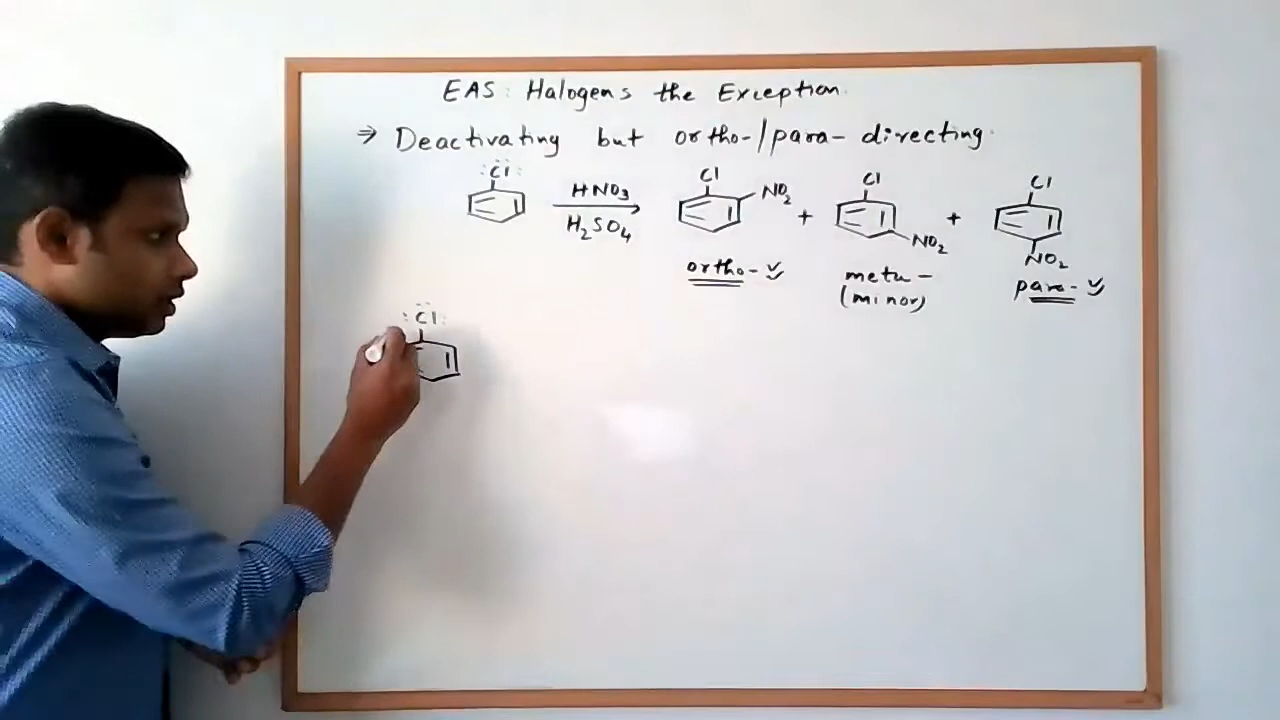 EAS: Halogens the Exception.
⇒ Deactivating but ortho-/para- directing.
:Cl: HNO3 H2SO4 Cl NO2 + Cl NO2 + Cl NO2
ortho- meta- (minor) para-
:Cl: